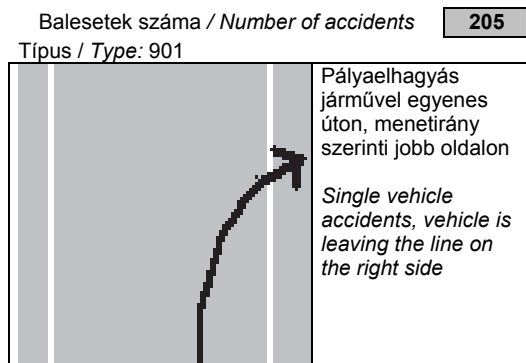 Balesetek száma / Number of accidents 205
Típus / Type: 901
Pályaelhagyás
járművel egyenes
úton, menetirány
szerinti jobb oldalon
Single vehicle
accidents, vehicle is
leaving the line on
the right side